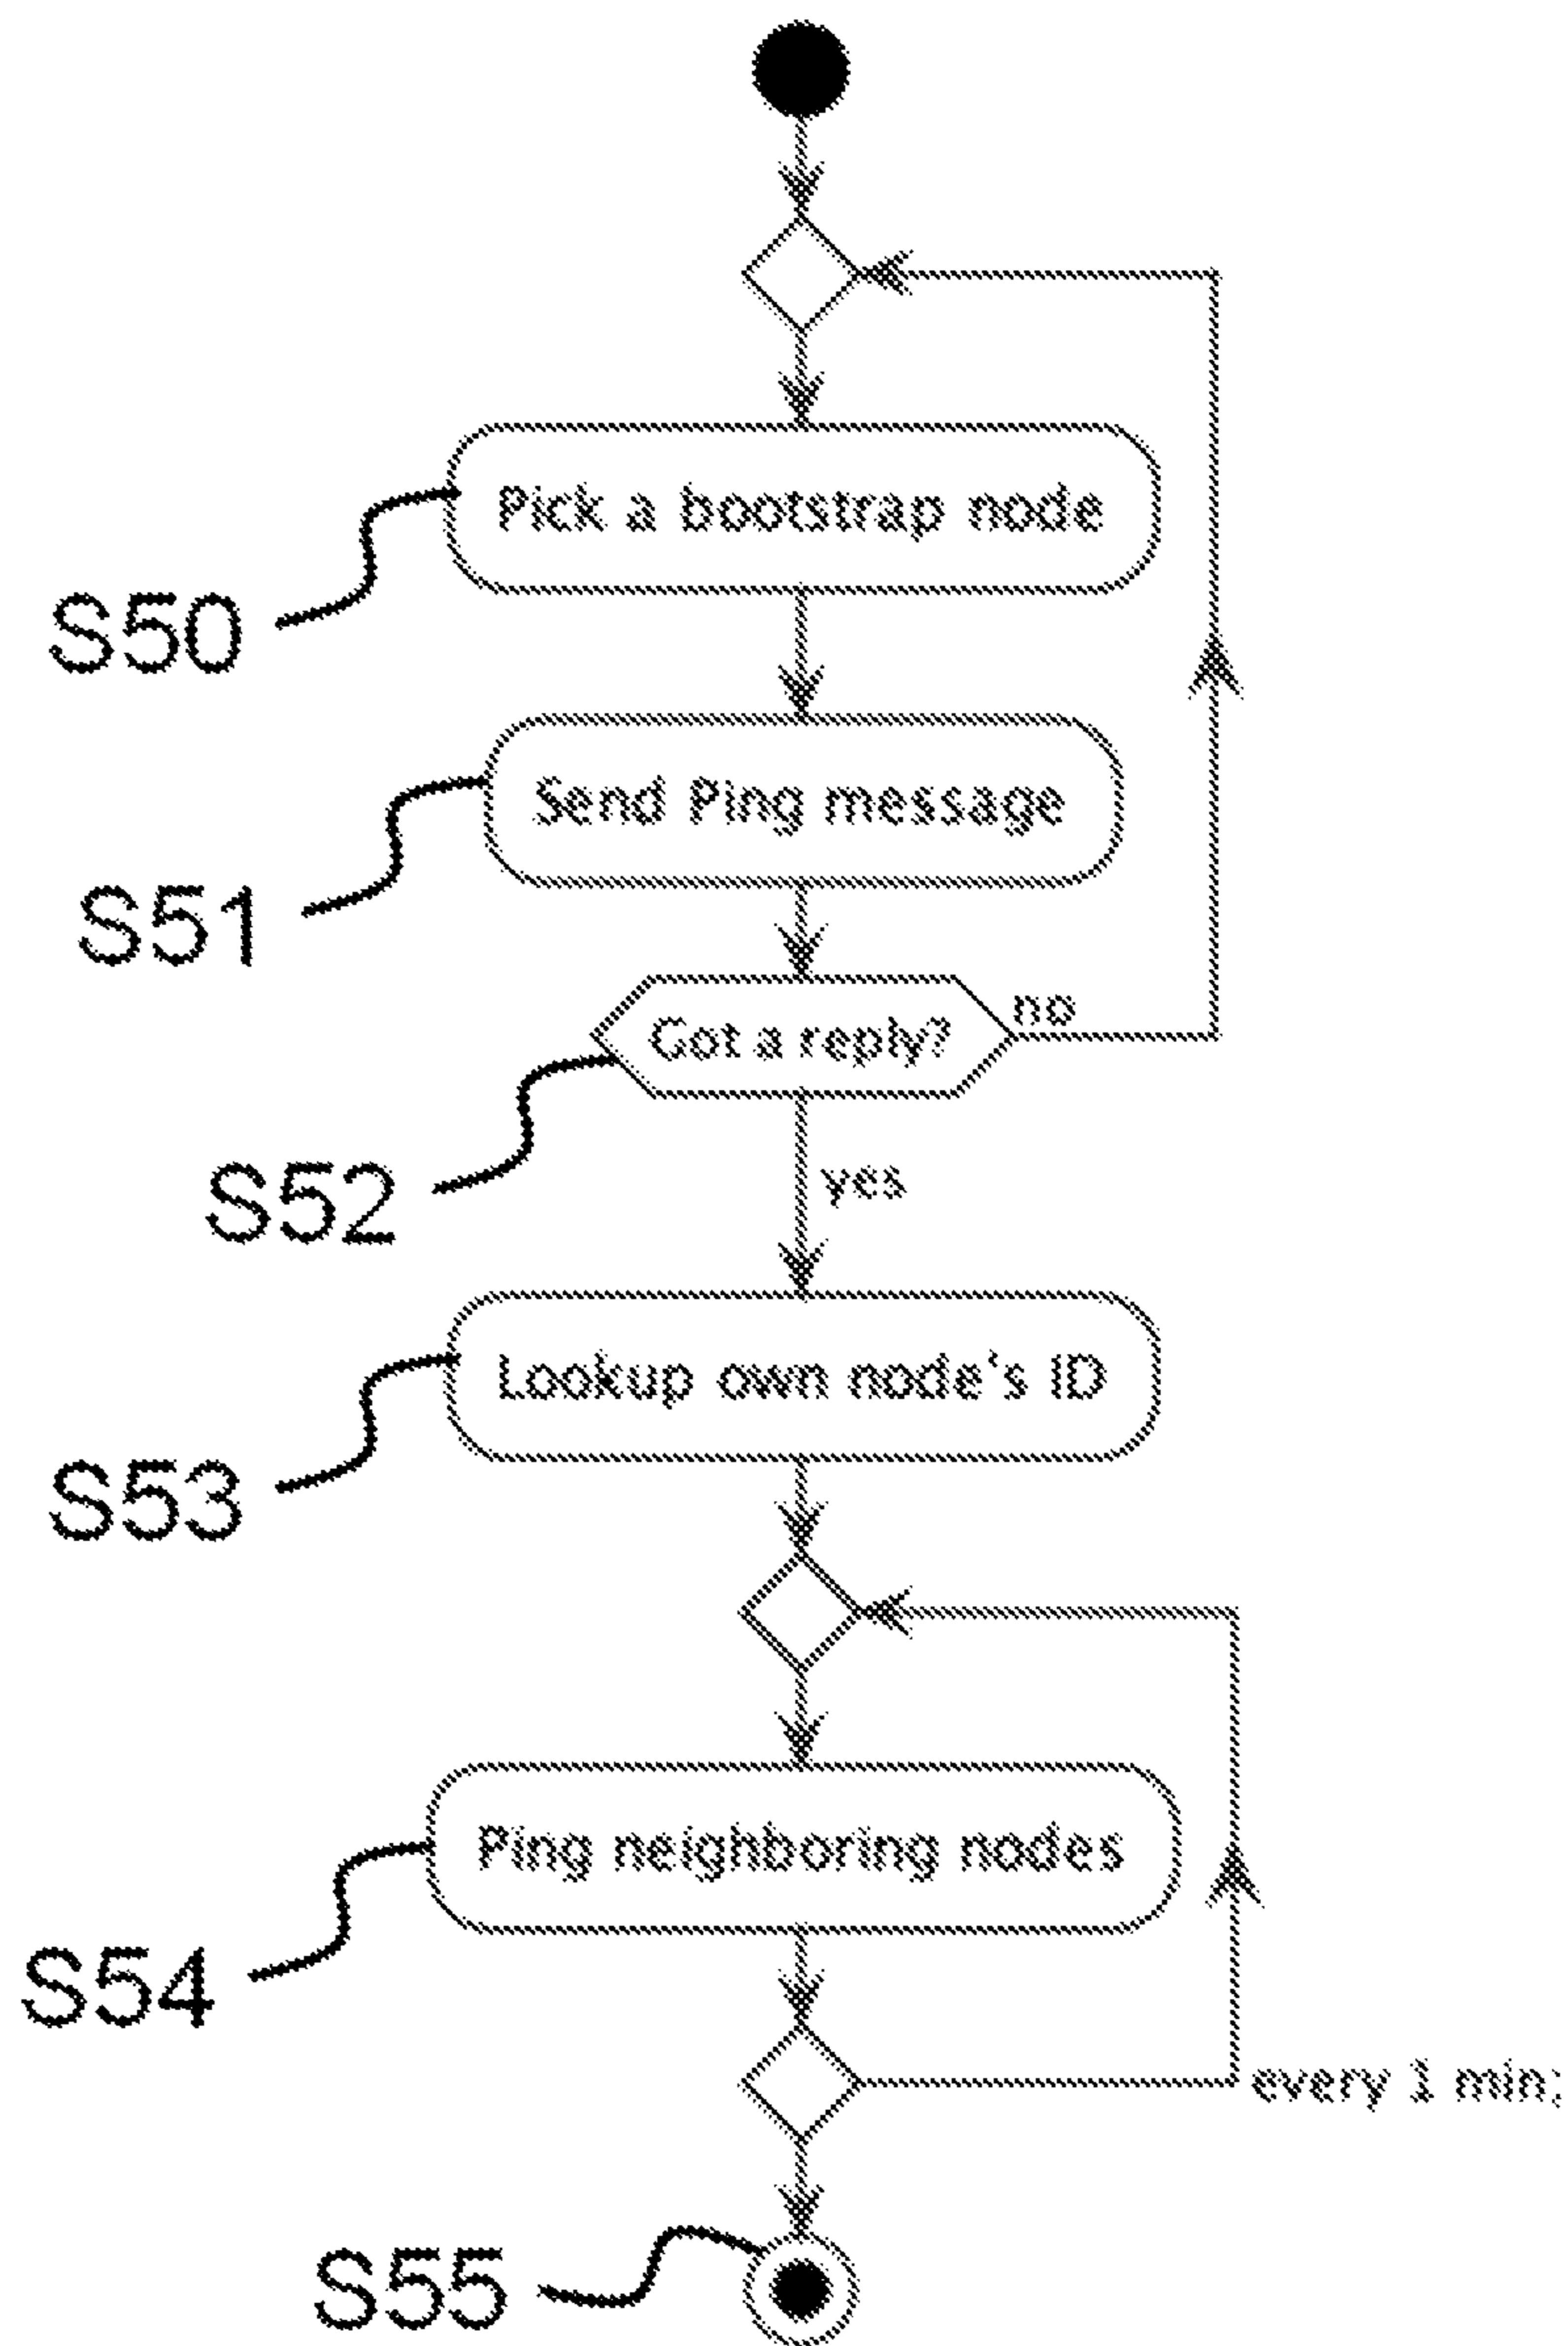 Pick a bootstrap node
S50
Send Ping message
S51
Got a reply?
no
S52
yes
Lookup own node's ID
S53
Ping neighboring nodes
S54
every 1 min;
S55